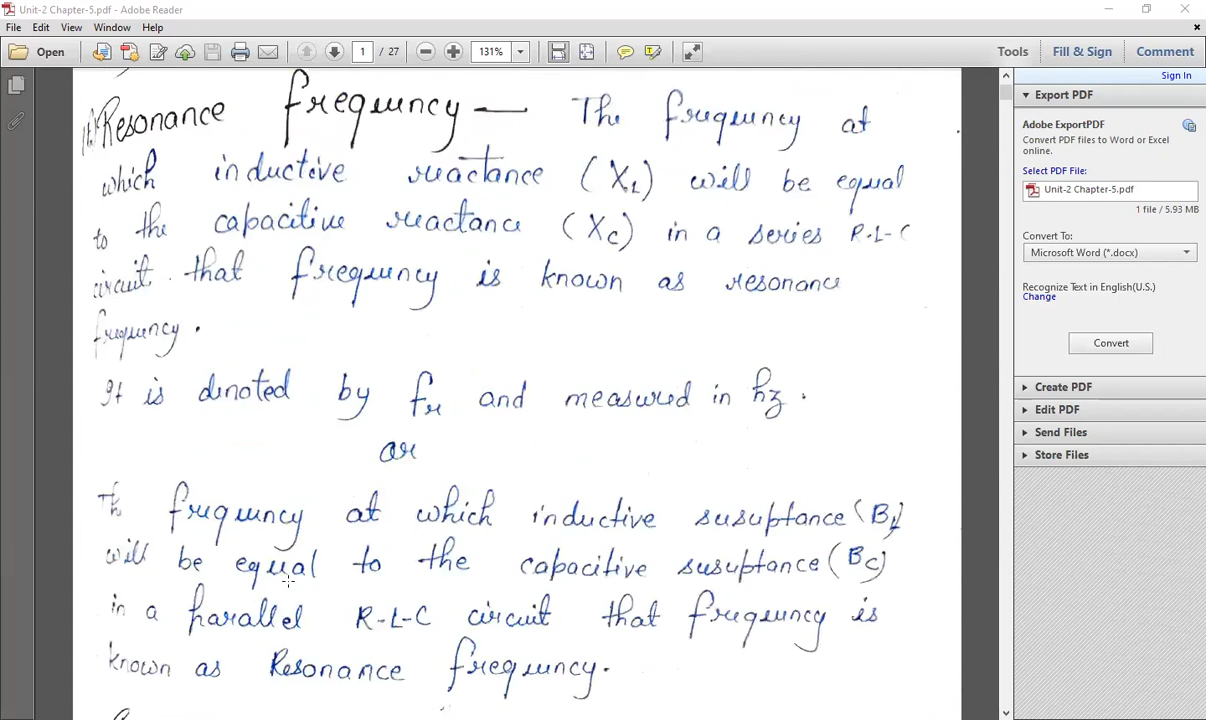 Unit-2 Chapter-5.pdf - Adobe Reader
File Edit View Window Help
Open 1 / 27 131% Tools Fill & Sign Comment
Sign In
Export PDF
Adobe ExportPDF
Convert PDF files to Word or Excel
online.
Select PDF File:
Unit-2 Chapter-5.pdf
1 file / 5.93 MB
Convert To:
Microsoft Word (*.docx)
Recognize Text in English(U.S.)
Change
Convert
Create PDF
Edit PDF
Send Files
Store Files
Resonance frequency — The frequency at
which inductive reactance (XL) will be equal
to the capacitive reactance (XC) in a series R-L-C
circuit that frequency is known as resonance
frequency.
It is denoted by fr and measured in hz.
or
Th frequency at which inductive susuptance (BL)
will be equal to the capacitive susuptance (BC)
in a parallel R-L-C circuit that frequency is
known as Resonance frequency.